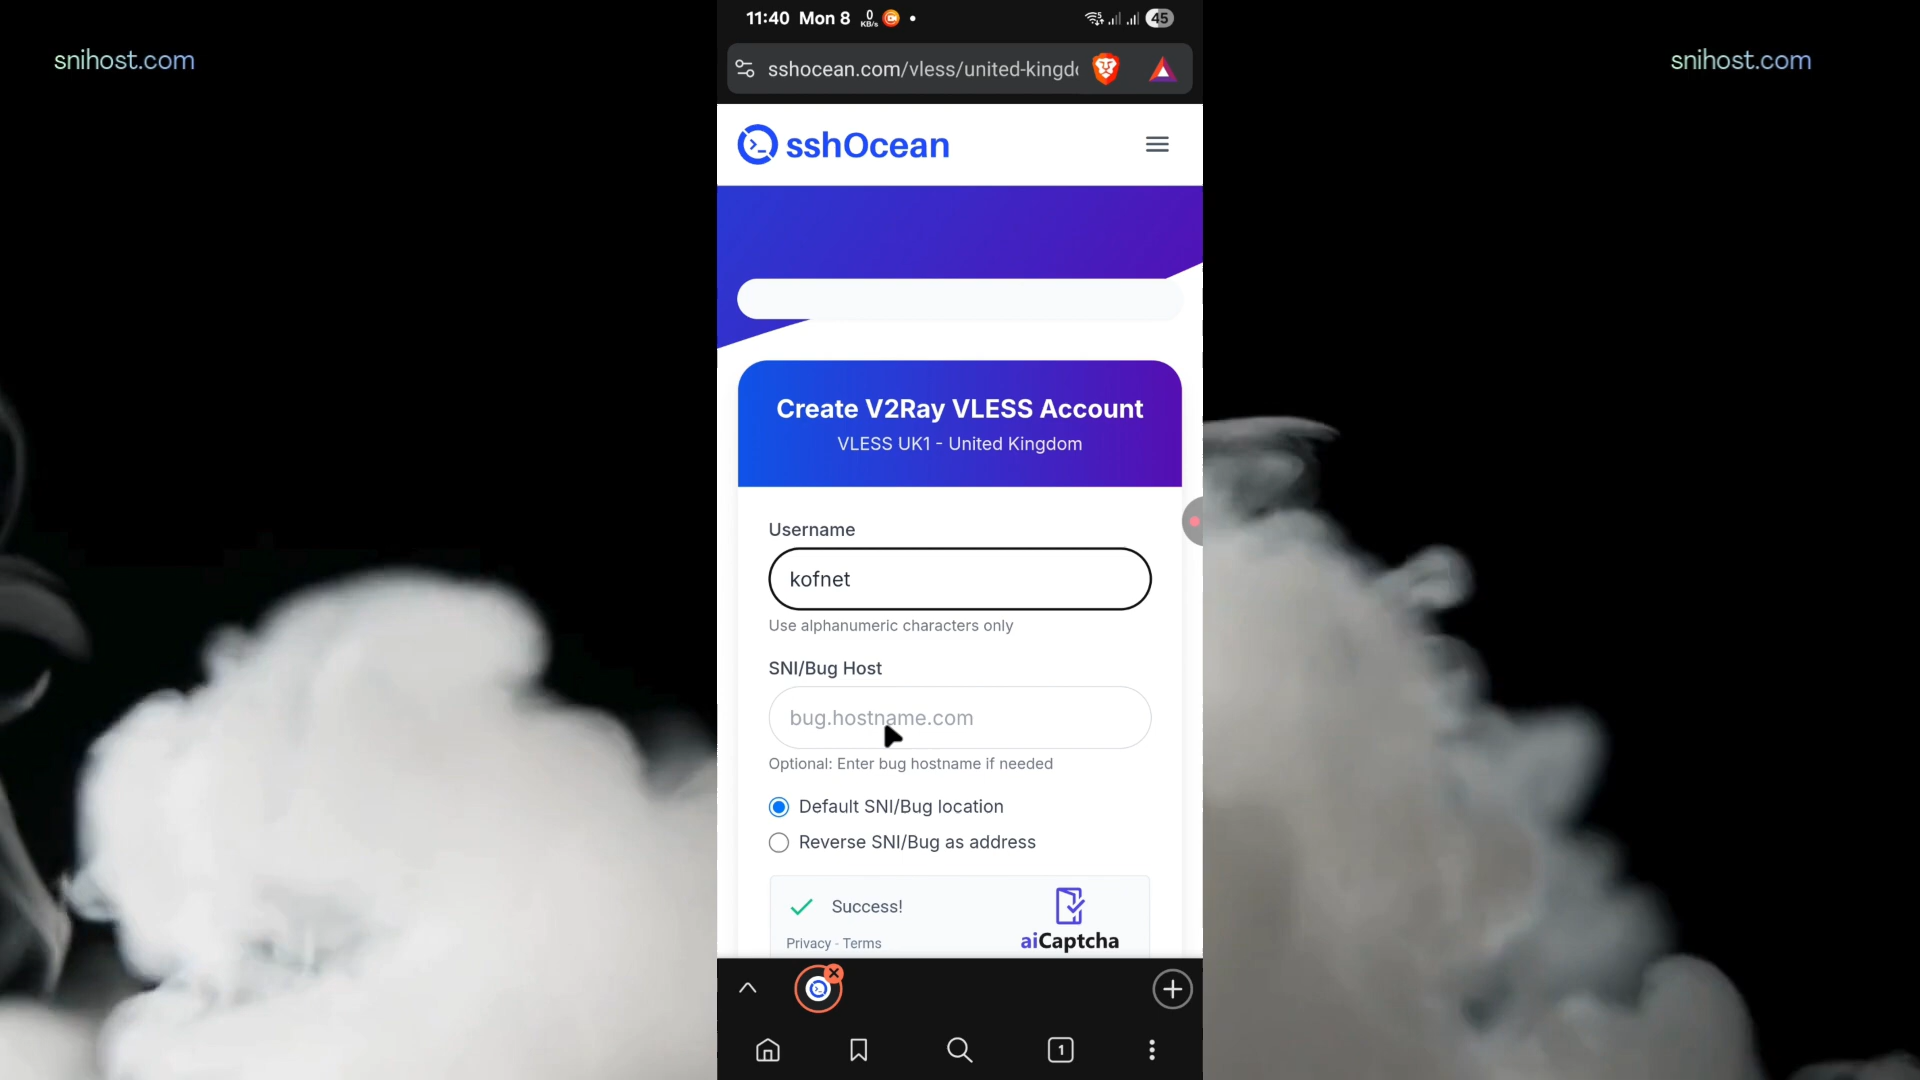 snihost.com
snihost.com
11:40 Mon 8
0
KB/s
45
sshocean.com/vless/united-kingd
sshOcean
Create V2Ray VLESS Account
VLESS UK1 - United Kingdom
Username
kofnet
Use alphanumeric characters only
SNI/Bug Host
bug.hostname.com
Optional: Enter bug hostname if needed
Default SNI/Bug location
Reverse SNI/Bug as address
Success!
Privacy · Terms
aiCaptcha
1